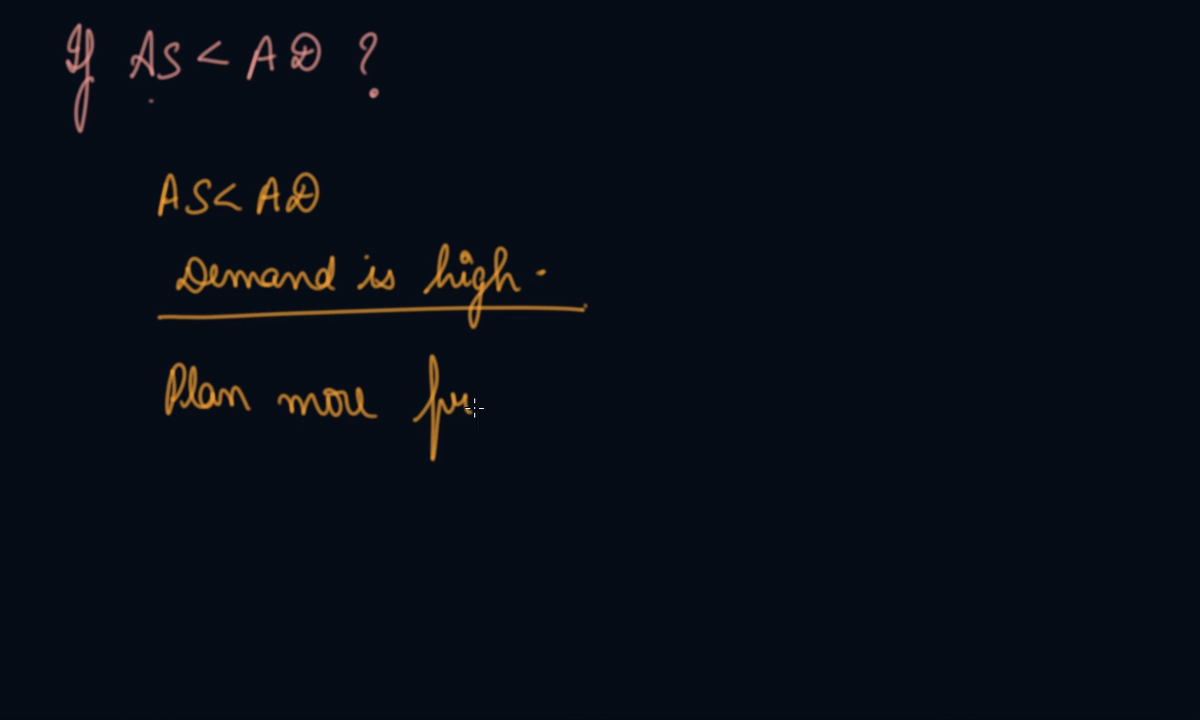 If AS < AD ?
AS < AD
Demand is high.
Plan more